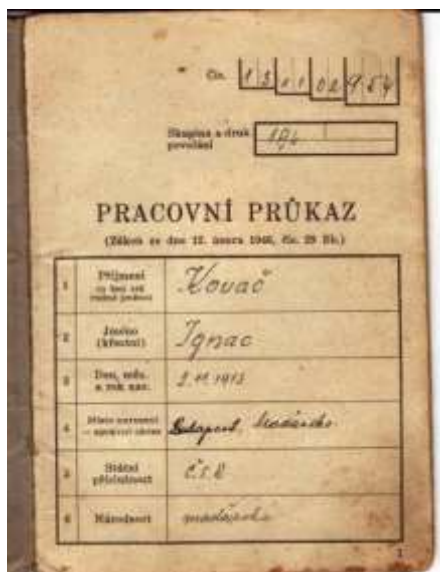 Čís. 13 11 02 954
Skupina a druh
povolání
PRACOVNÍ PRŮKAZ
(Zákon ze dne 12. února 1946, čís. 29 Sb.)
1 Příjmení Kovač
2 Jméno
(křestní) Ignac
3 Den, měs.
a rok nar. 2.11.1913
4 Budapest, Maďarsko
5 Státní
příslušnost Č.S.R
6 Národnost maďarská
1